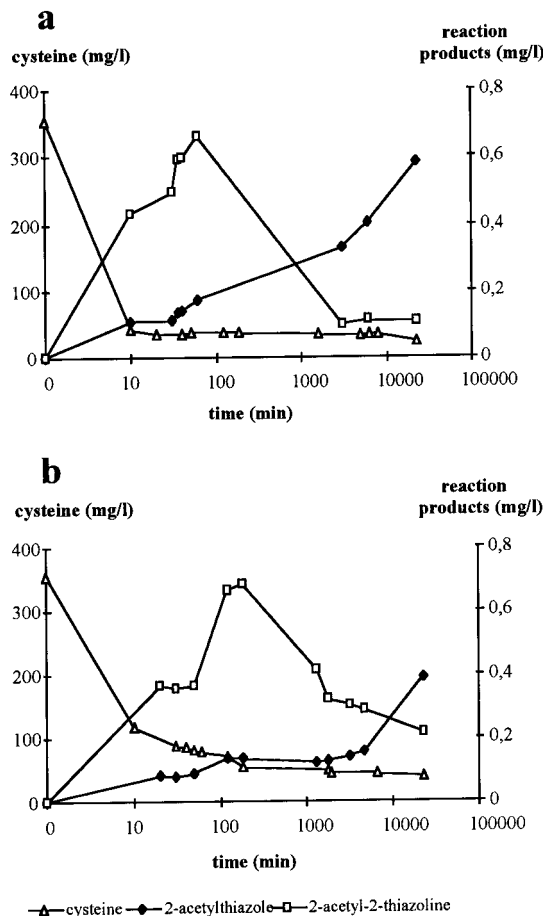 a
reaction
cysteine (mg/l) products (mg/l)
400 0,8
300 0,6
200 0,4
100 0,2
0 0
0 10 100 1000 10000 100000
time (min)
b
reaction
cysteine (mg/l) products (mg/l)
400 0,8
300 0,6
200 0,4
100 0,2
0 0
0 10 100 1000 10000 100000
time (min)
cysteine 2-acetylthiazole 2-acetyl-2-thiazoline